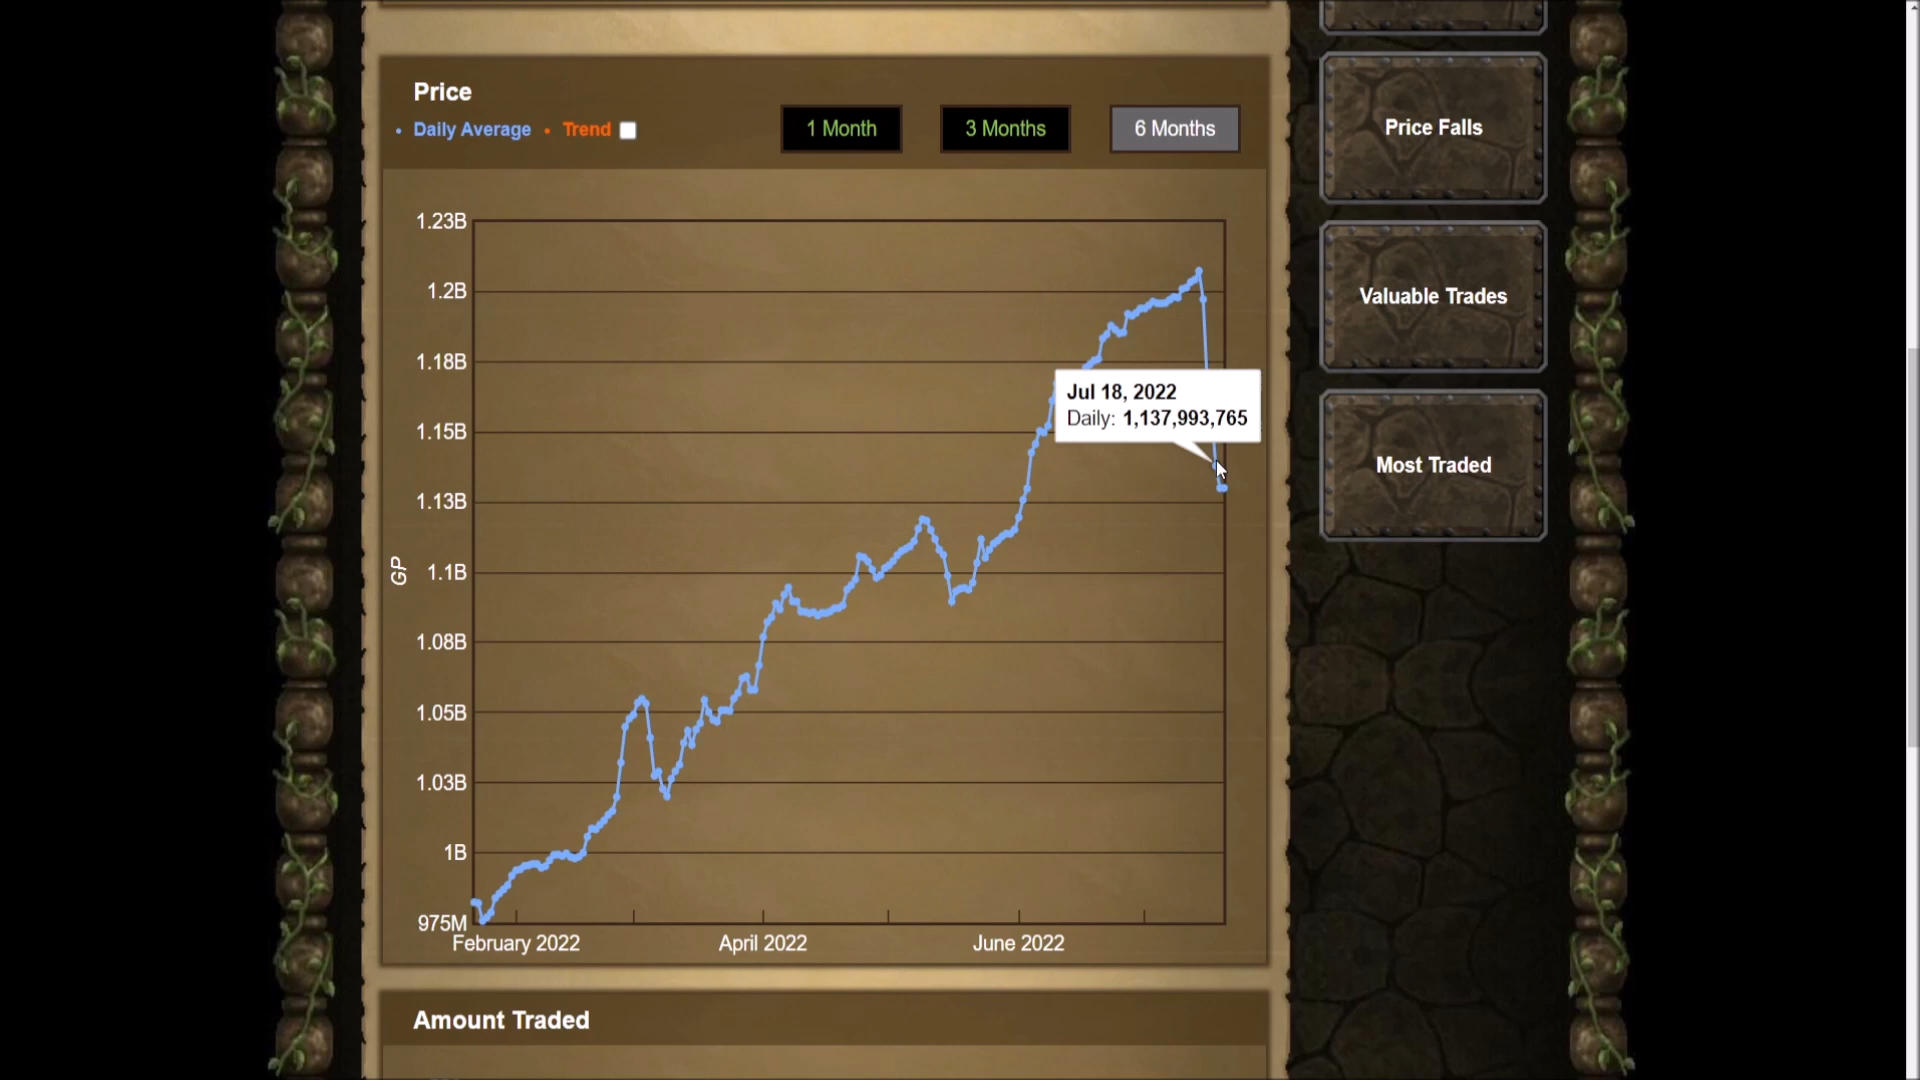 Price
Daily Average
Trend
1 Month
3 Months
6 Months
Price Falls
Valuable Trades
Most Traded
1.23B
1.2B
1.18B
1.15B
1.13B
1.1B
1.08B
1.05B
1.03B
1B
975M
GP
Jul 18, 2022
Daily: 1,137,993,765
February 2022
April 2022
June 2022
Amount Traded